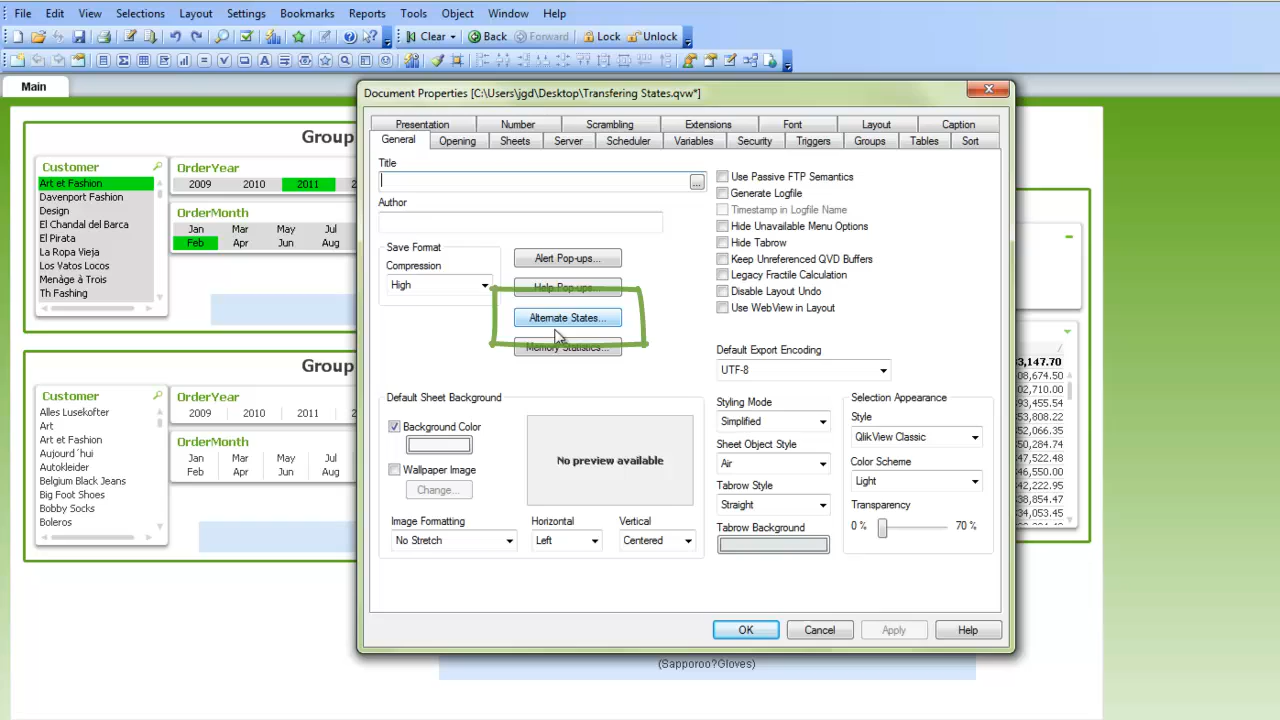 File Edit View Selections Layout Settings Bookmarks Reports Tools Object Window Help
Clear Back Forward Lock Unlock
Main
Document Properties [C:\Users\jgd\Desktop\Transfering States.qvw*]
Presentation Number Scrambling Extensions Font Layout Caption
General Opening Sheets Server Scheduler Variables Security Triggers Groups Tables Sort
Group
Customer
Art et Fashion
Davenport Fashion
Design
El Chandal del Barca
El Pirata
La Ropa Vieja
Los Vatos Locos
Menàge à Trois
Th Fashing
OrderYear
2009 2010 2011 2
OrderMonth
Jan Mar May Jul
Feb Apr Jun Aug
Group
Customer
Alles Lusekofter
Art
Art et Fashion
Aujourd´hui
Autokleider
Belgium Black Jeans
Big Foot Shoes
Bobby Socks
Boleros
OrderYear
2009 2010 2011 2
OrderMonth
Jan Mar May Jul
Feb Apr Jun Aug
Title
...
Author
Save Format
Compression
High
Alert Pop-ups...
Help Pop-ups...
Alternate States...
Memory Statistics...
Use Passive FTP Semantics
Generate Logfile
Timestamp in Logfile Name
Hide Unavailable Menu Options
Hide Tabrow
Keep Unreferenced QVD Buffers
Legacy Fractile Calculation
Disable Layout Undo
Use WebView in Layout
Default Export Encoding
UTF-8
Default Sheet Background
Background Color
Wallpaper Image
Change...
No preview available
Image Formatting
No Stretch
Horizontal
Left
Vertical
Centered
Styling Mode
Simplified
Sheet Object Style
Air
Tabrow Style
Straight
Tabrow Background
Selection Appearance
Style
QlikView Classic
Color Scheme
Light
Transparency
0 % 70 %
OK Cancel Apply Help
3,147.70
08,674.50
02,710.00
93,455.54
53,808.22
52,066.35
50,284.74
47,522.48
46,550.00
38,854.47
34,053.45
(Sapporoo?Gloves)